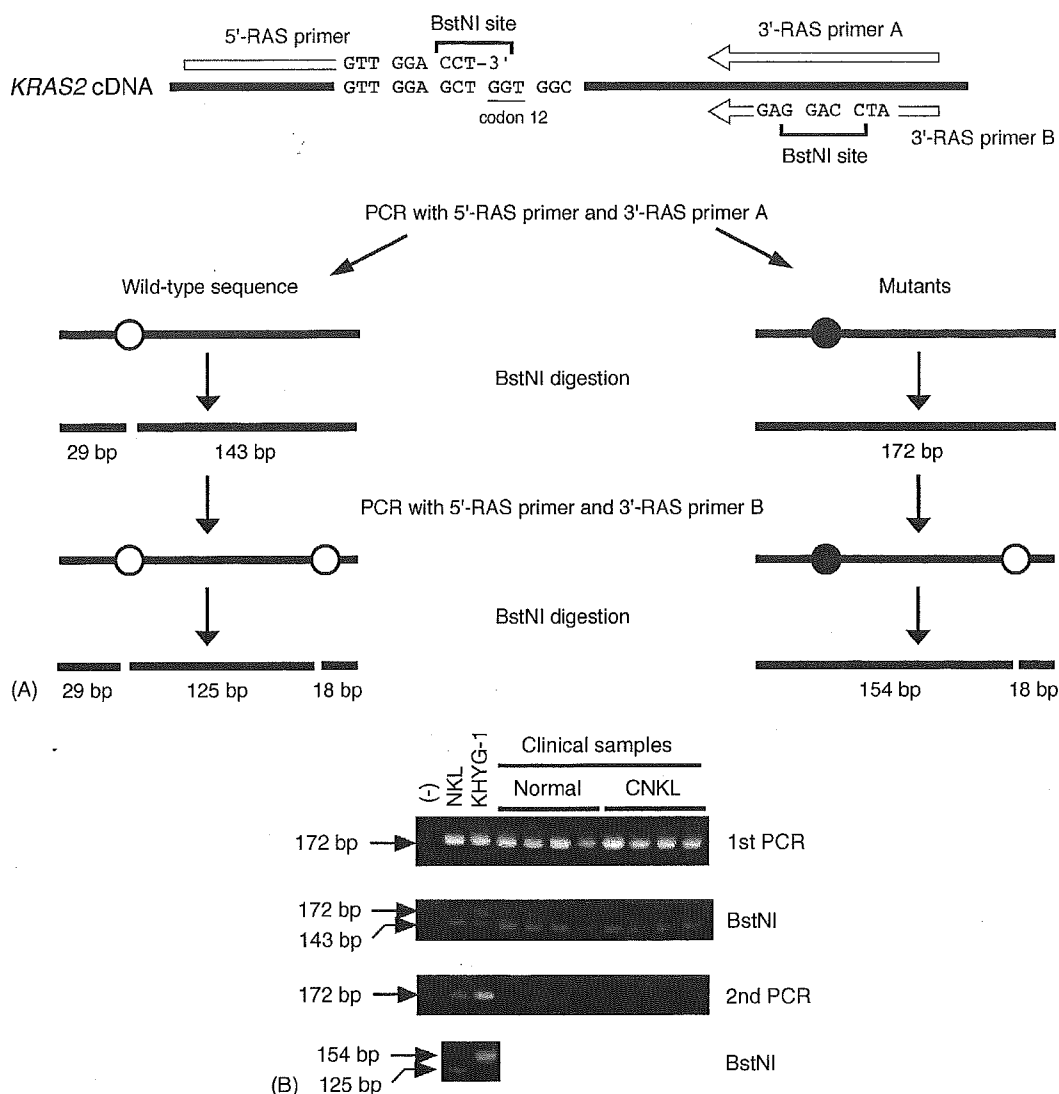 BstNI site
5'-RAS primer
3'-RAS primer A
GTT GGA CCT-3'
KRAS2 cDNA
GTT GGA GCT GGT GGC
codon 12
GAG GAC CTA
3'-RAS primer B
BstNI site
PCR with 5'-RAS primer and 3'-RAS primer A
Wild-type sequence
Mutants
BstNI digestion
29 bp
143 bp
172 bp
PCR with 5'-RAS primer and 3'-RAS primer B
BstNI digestion
(A)
29 bp
125 bp
18 bp
154 bp
18 bp
(-)
NKL
KHYG-1
Clinical samples
Normal
CNKL
172 bp
1st PCR
172 bp
143 bp
BstNI
172 bp
2nd PCR
154 bp
125 bp
BstNI
(B)